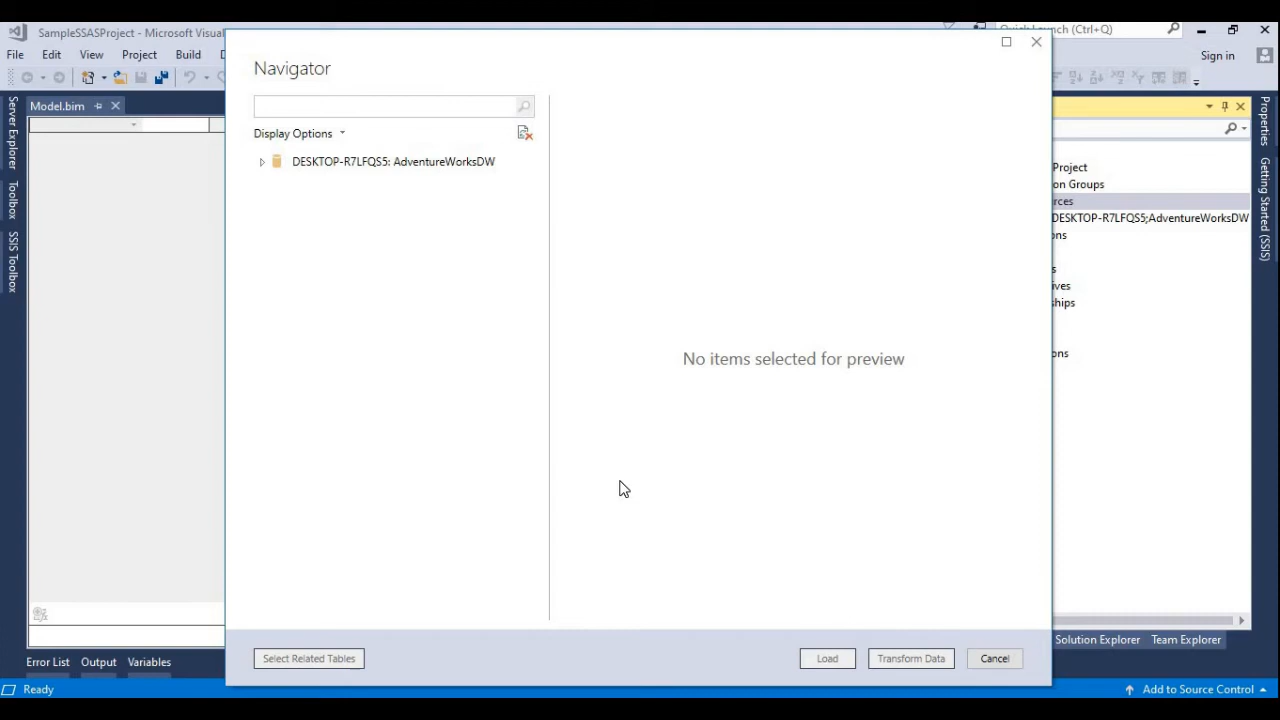 SampleSSASProject - Microsoft Visual
Quick Launch (Ctrl+Q)
File Edit View Project Build
Sign in
Model.bim
Server Explorer
Toolbox
SSIS Toolbox
Navigator
Display Options
DESKTOP-R7LFQS5: AdventureWorksDW
No items selected for preview
Select Related Tables
Load Transform Data Cancel
Project
on Groups
rces
DESKTOP-R7LFQS5;AdventureWorksDW
ons
s
ives
ships
ons
Properties
Getting Started (SSIS)
Solution Explorer Team Explorer
Error List Output Variables
Ready
Add to Source Control